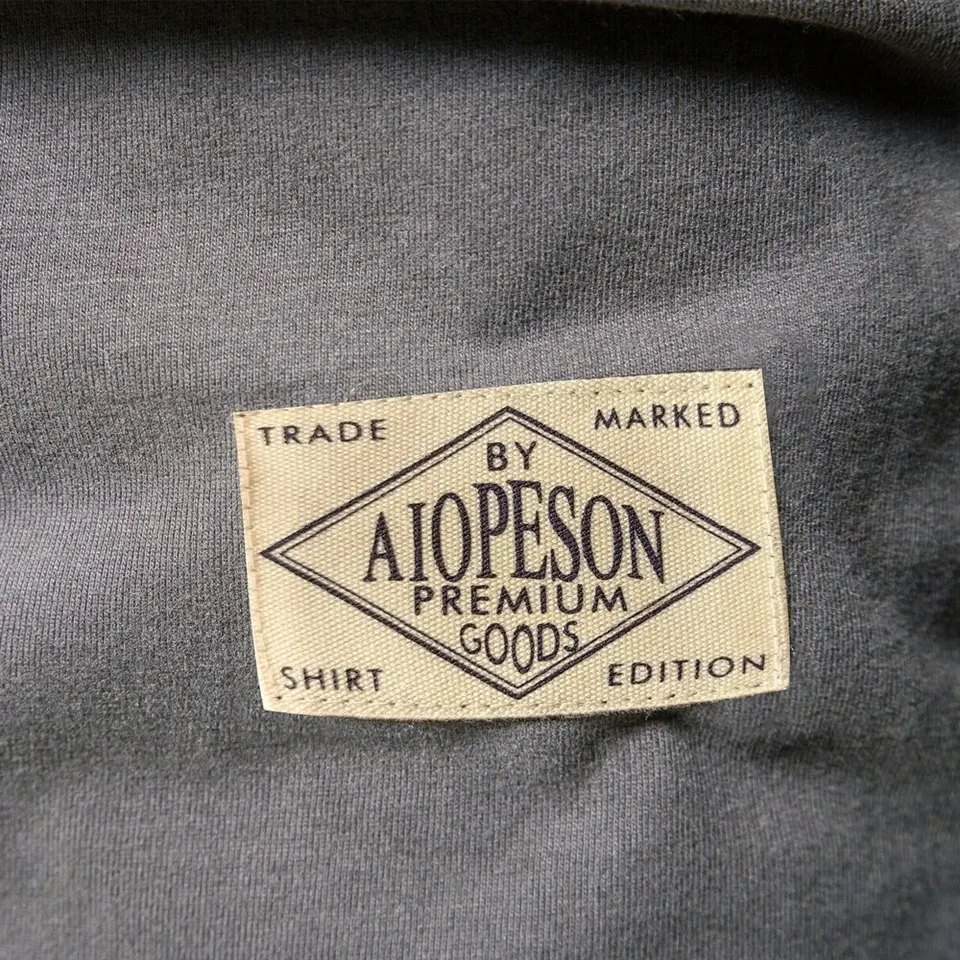 TRADE MARKED
BY
AIOPESON
PREMIUM
GOODS
SHIRT EDITION